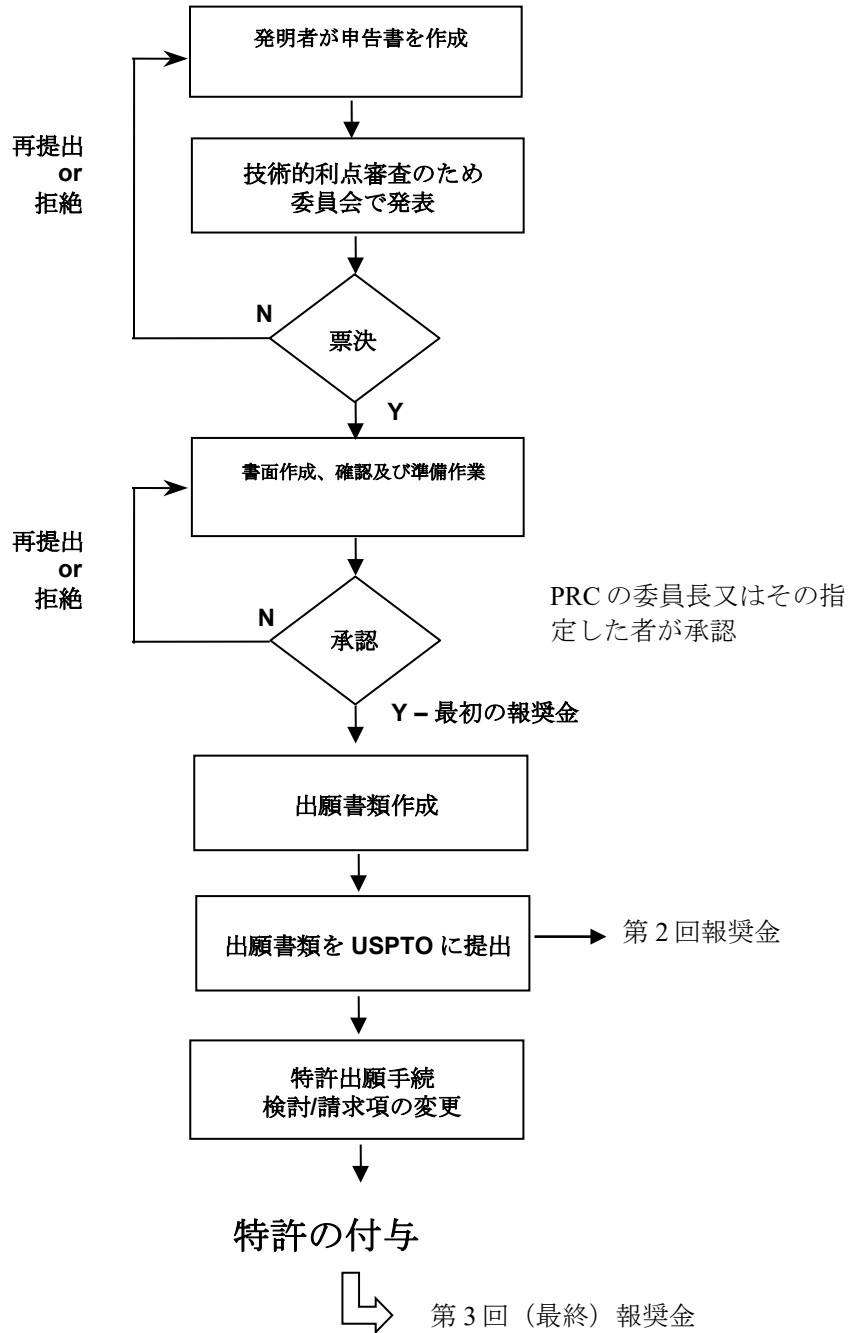 発明者が申告書を作成
再提出
or
拒絶
技術的利点審査のため
委員会で発表
N
票決
Y
書面作成、確認及び準備作業
再提出
or
拒絶
N
承認
PRC の委員長又はその指
定した者が承認
Y – 最初の報奨金
出願書類作成
出願書類を USPTO に提出
第 2 回報奨金
特許出願手続
検討/請求項の変更
特許の付与
第 3 回（最終）報奨金